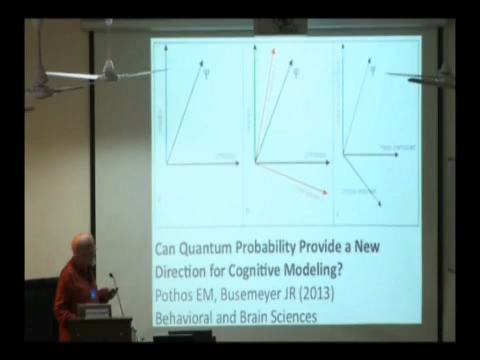 Ψ
Ψ
Ψ
Can Quantum Probability Provide a New
Direction for Cognitive Modeling?
Pothos EM, Busemeyer JR (2013)
Behavioral and Brain Sciences